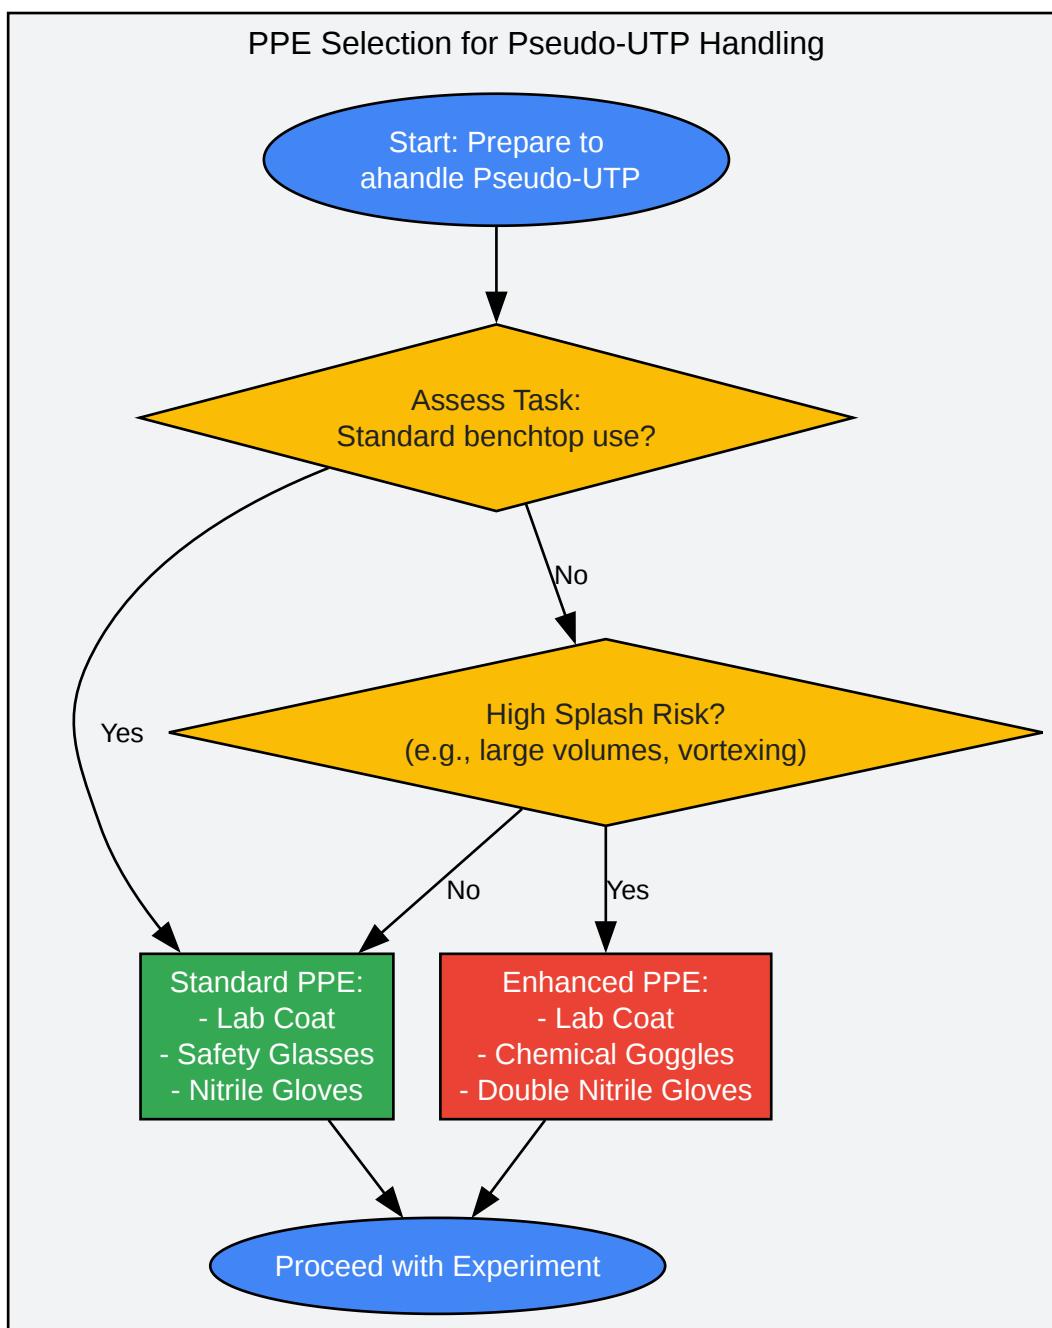 PPE Selection for Pseudo-UTP Handling
Start: Prepare to
ahandle Pseudo-UTP
Assess Task:
Standard benchtop use?
No
High Splash Risk?
(e.g., large volumes, vortexing)
Yes
No
Yes
Standard PPE:
- Lab Coat
- Safety Glasses
- Nitrile Gloves
Enhanced PPE:
- Lab Coat
- Chemical Goggles
- Double Nitrile Gloves
Proceed with Experiment